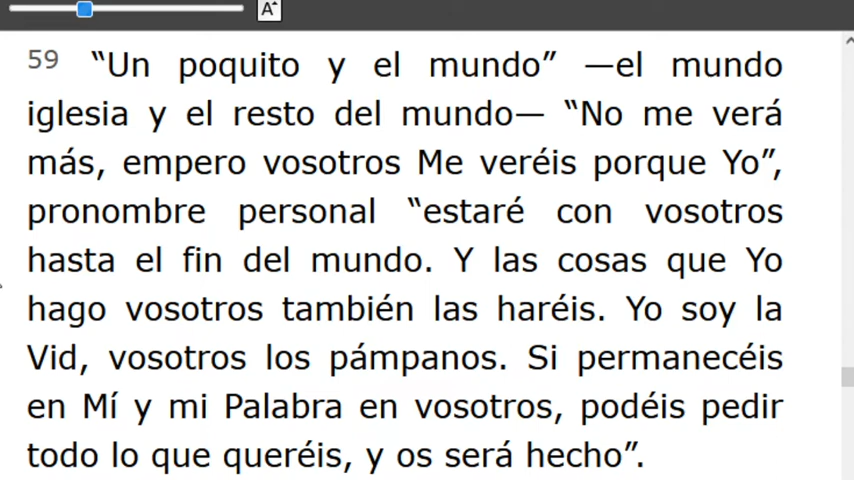 A
59 “Un poquito y el mundo” —el mundo
iglesia y el resto del mundo— “No me verá
más, empero vosotros Me veréis porque Yo”,
pronombre personal “estaré con vosotros
hasta el fin del mundo. Y las cosas que Yo
hago vosotros también las haréis. Yo soy la
Vid, vosotros los pámpanos. Si permanecéis
en Mí y mi Palabra en vosotros, podéis pedir
todo lo que queréis, y os será hecho”.